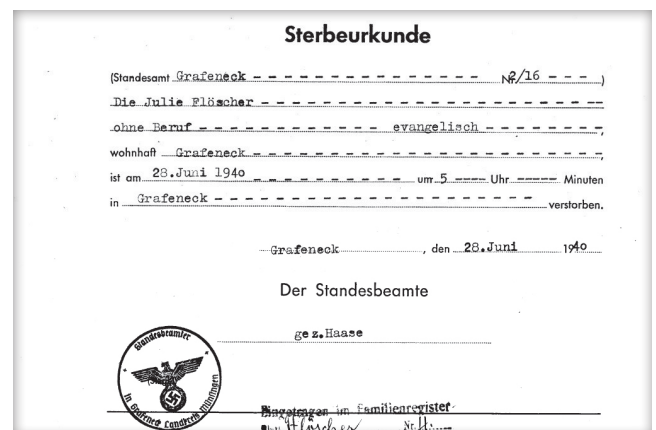 Sterbeurkunde
(Standesamt Grafeneck - - - - - - - - - - - - - - - - Nr. 2/16 - - - )
Die Julie Flöscher - - - - - - - - - - - - - - - - - - - - - - - -
ohne Beruf - - - - - - - - - - - - evangelisch - - - - - - - -,
wohnhaft Grafeneck - - - - - - - - - - - - - - - - - - - - - - - -,
ist am 28.Juni 1940 - - - - - - - - - - um 5 ---- Uhr ----- Minuten
in Grafeneck - - - - - - - - - - - - - - - - - - - - verstorben.
Grafeneck, den 28.Juni 1940
Der Standesbeamte
gez.Haase
Standesbeamter
in Grafeneck Landkreis Münsingen
Eingetragen im Familienregister
Flöscher Nr.